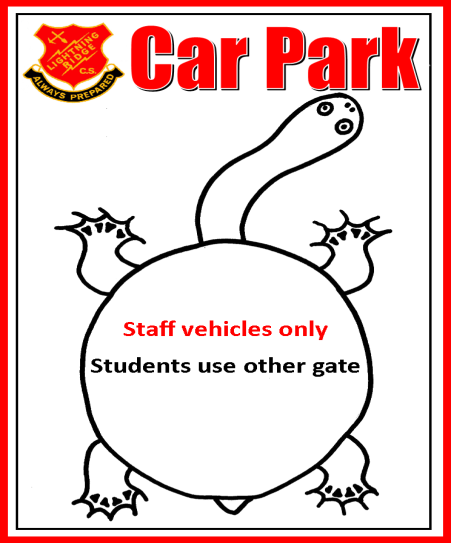 LIGHTNING
RIDGE
C.S.
ALWAYS PREPARED
Car Park
Staff vehicles only
Students use other gate